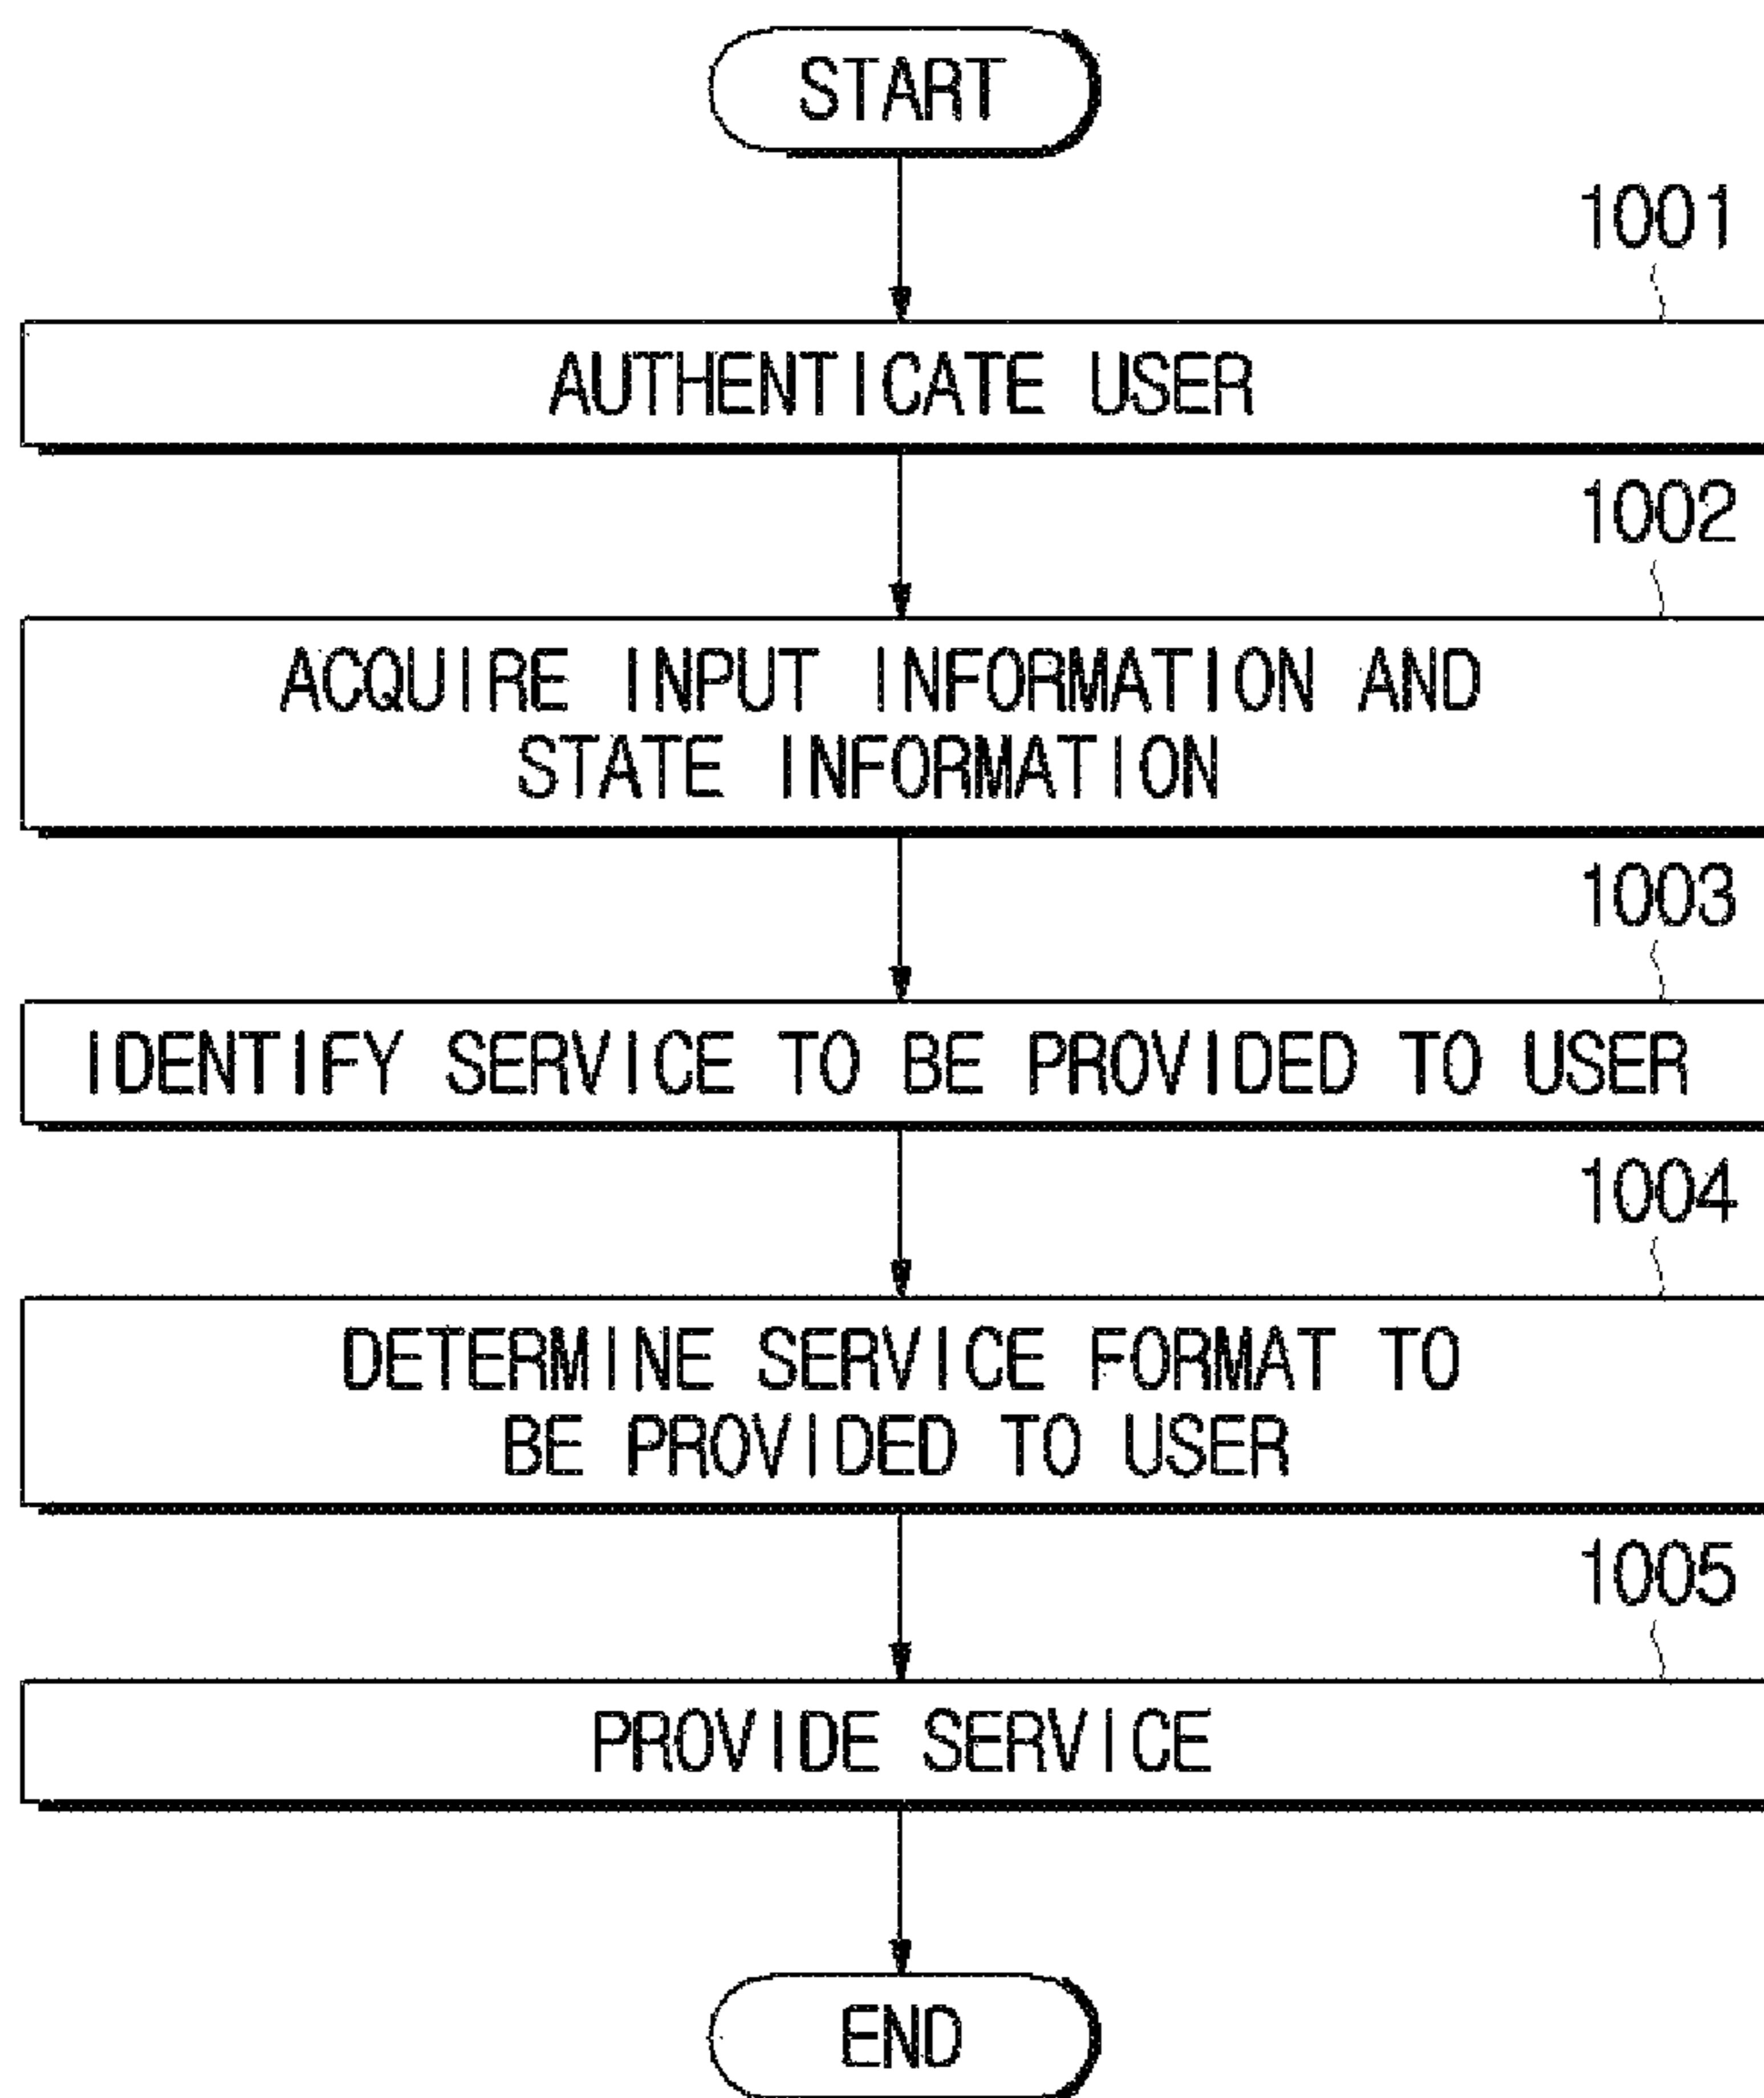 START
1001
AUTHENTICATE USER
1002
ACQUIRE INPUT INFORMATION AND
STATE INFORMATION
1003
IDENTIFY SERVICE TO BE PROVIDED TO USER
1004
DETERMINE SERVICE FORMAT TO
BE PROVIDED TO USER
1005
PROVIDE SERVICE
END